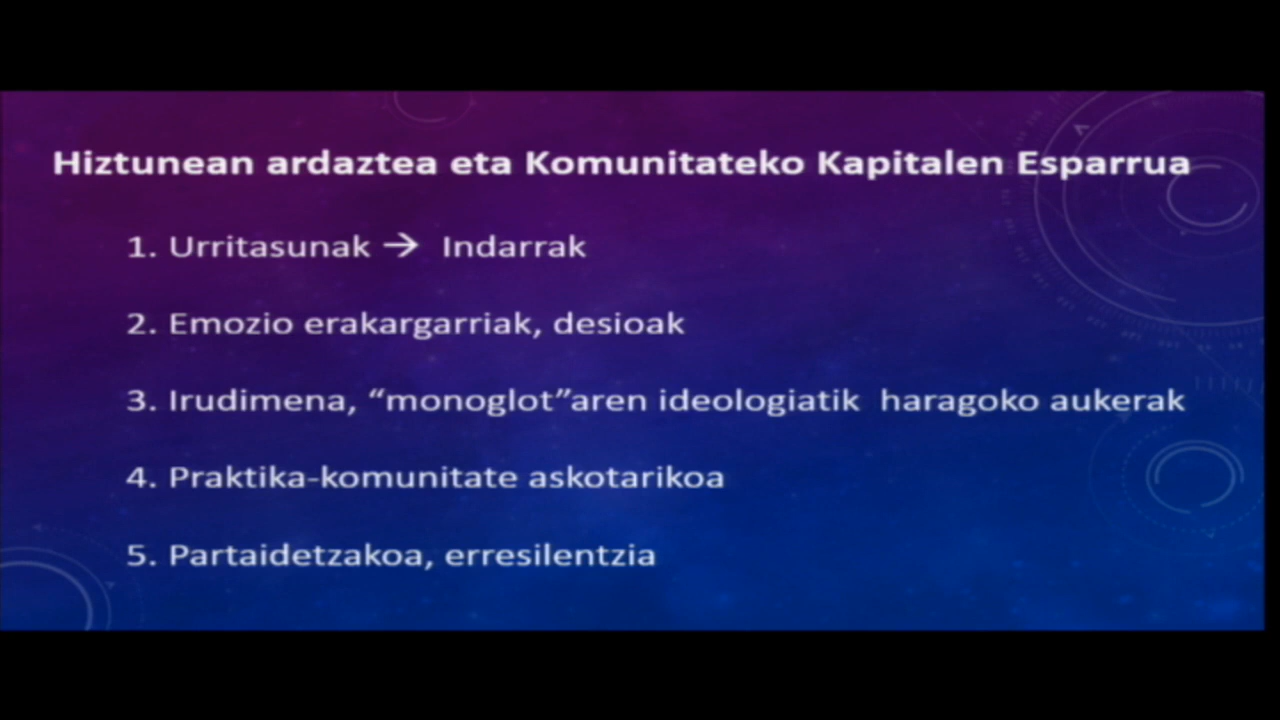 Hiztunean ardaztea eta Komunitateko Kapitalen Esparrua
1. Urritasunak → Indarrak
2. Emozio erakargarriak, desioak
3. Irudimena, “monoglot”aren ideologiatik haragoko aukerak
4. Praktika-komunitate askotarikoa
5. Partaidetzakoa, erresilentzia